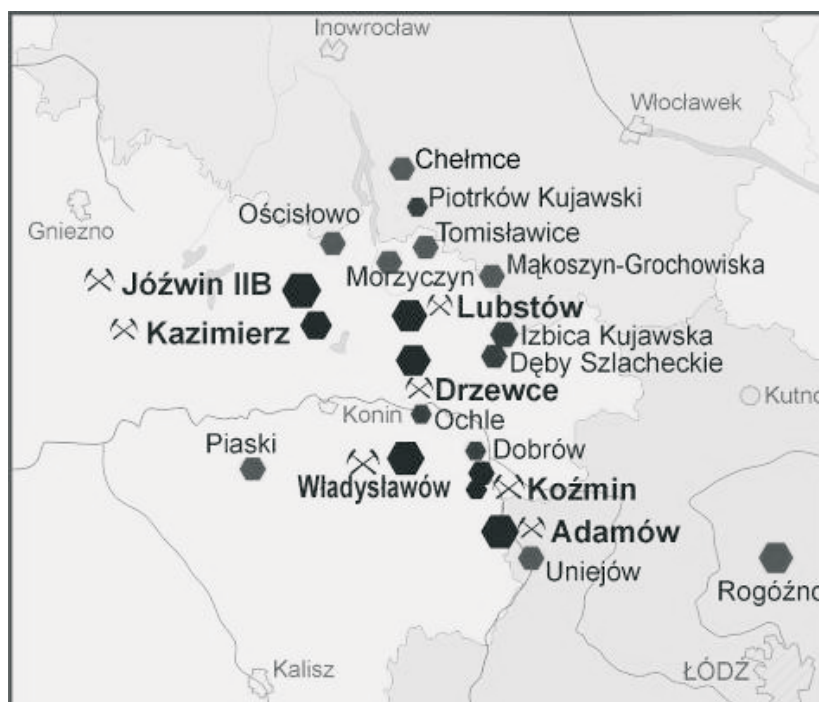 Inowrocław
Włocławek
Chełmce
Piotrków Kujawski
Gniezno
Ościsłowo
Tomisławice
Morzyczyn
Mąkoszyn-Grochowiska
Jóźwin IIB
Lubstów
Kazimierz
Izbica Kujawska
Dęby Szlacheckie
Drzewce
Kutno
Konin
Ochle
Piaski
Dobrów
Władysławów
Koźmin
Adamów
Uniejów
Rogóźno
Kalisz
ŁÓDŹ